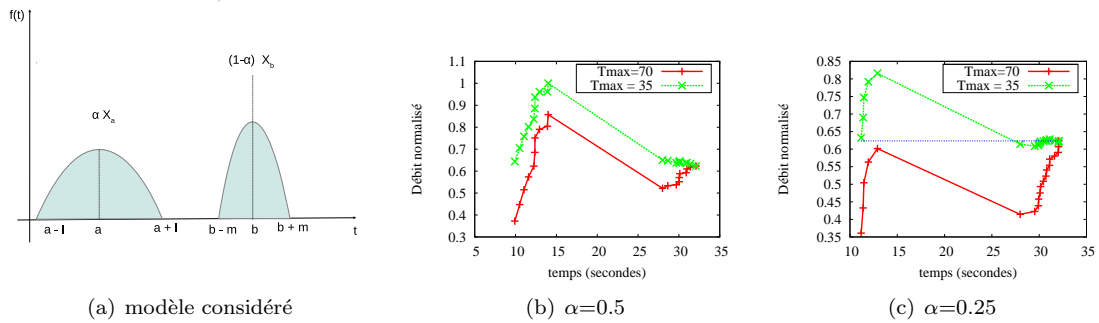 f(t)
α X_a
(1-α) X_b
a - l
a
a + l
b - m
b
b + m
t
(a) modèle considéré
Tmax=70
Tmax = 35
Débit normalisé
1.1
1
0.9
0.8
0.7
0.6
0.5
0.4
0.3
5
10
15
20
25
30
35
temps (secondes)
(b) α=0.5
Tmax=70
Tmax = 35
Débit normalisé
0.85
0.8
0.75
0.7
0.65
0.6
0.55
0.5
0.45
0.4
0.35
10
15
20
25
30
35
temps (secondes)
(c) α=0.25